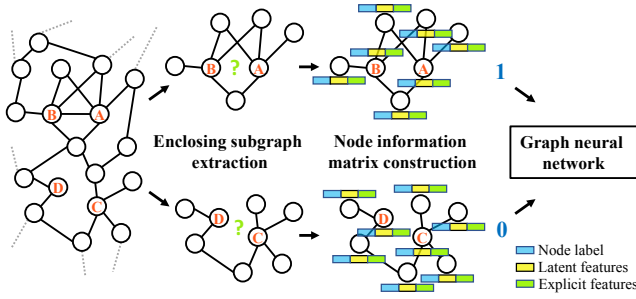 B
A
D
C
B
?
A
Enclosing subgraph
extraction
D
?
C
B
A
1
Node information
matrix construction
D
C
0
Graph neural
network
Node label
Latent features
Explicit features